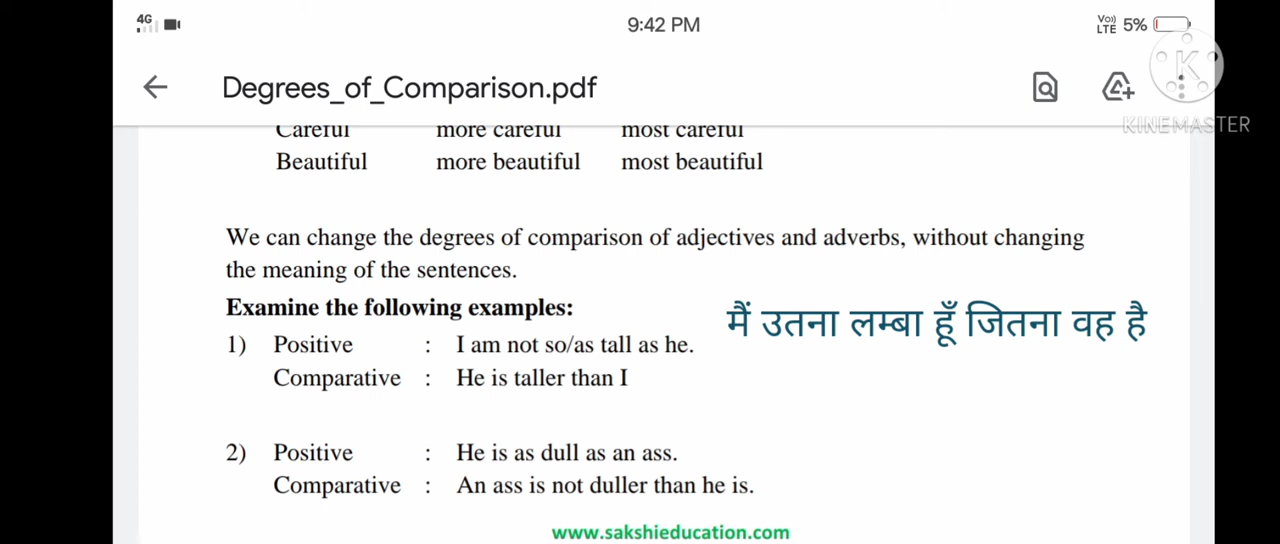 4G 9:42 PM Vo)) LTE 5%
Degrees_of_Comparison.pdf
K
KINEMASTER
Careful more careful most careful
Beautiful more beautiful most beautiful
We can change the degrees of comparison of adjectives and adverbs, without changing
the meaning of the sentences.
Examine the following examples:
मैं उतना लम्बा हूँ जितना वह है
1) Positive : I am not so/as tall as he.
Comparative : He is taller than I
2) Positive : He is as dull as an ass.
Comparative : An ass is not duller than he is.
www.sakshieducation.com